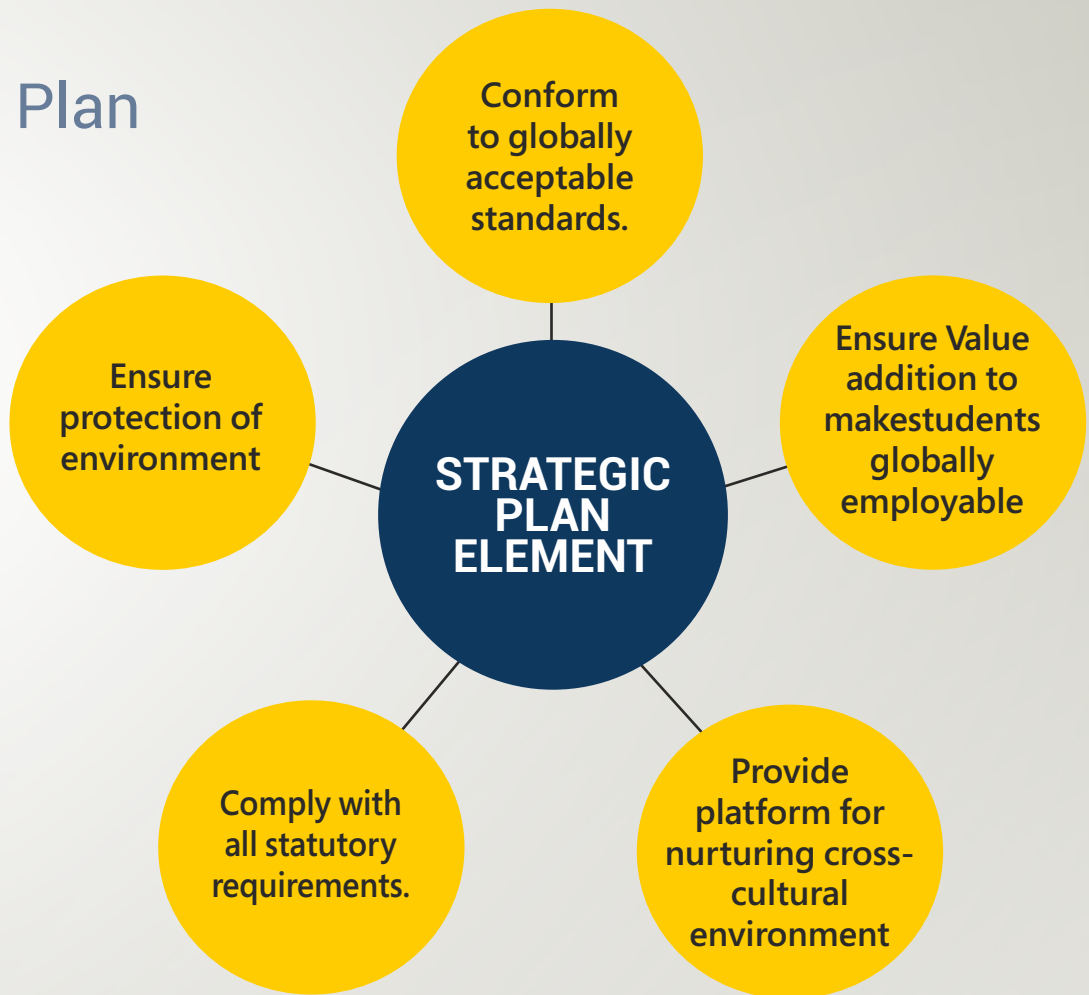 Plan
Conform
to globally
acceptable
standards.
Ensure Value
addition to
makestudents
globally
employable
Provide
platform for
nurturing cross-
cultural
environment
Comply with
all statutory
requirements.
Ensure
protection of
environment
STRATEGIC
PLAN
ELEMENT